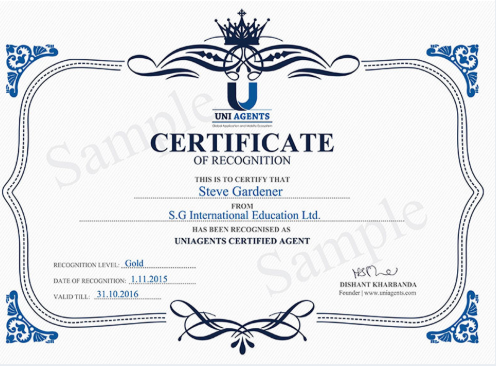 UNI AGENTS
Sample
CERTIFICATE
OF RECOGNITION
THIS IS TO CERTIFY THAT
Steve Gardener
FROM
S.G International Education Ltd.
HAS BEEN RECOGNISED AS
UNIAGENTS CERTIFIED AGENT
Sample
RECOGNITION LEVEL: Gold
DATE OF RECOGNITION: 1.11.2015
VALID TILL: 31.10.2016
DISHANT KHARBANDA
Founder | www.uniagents.com